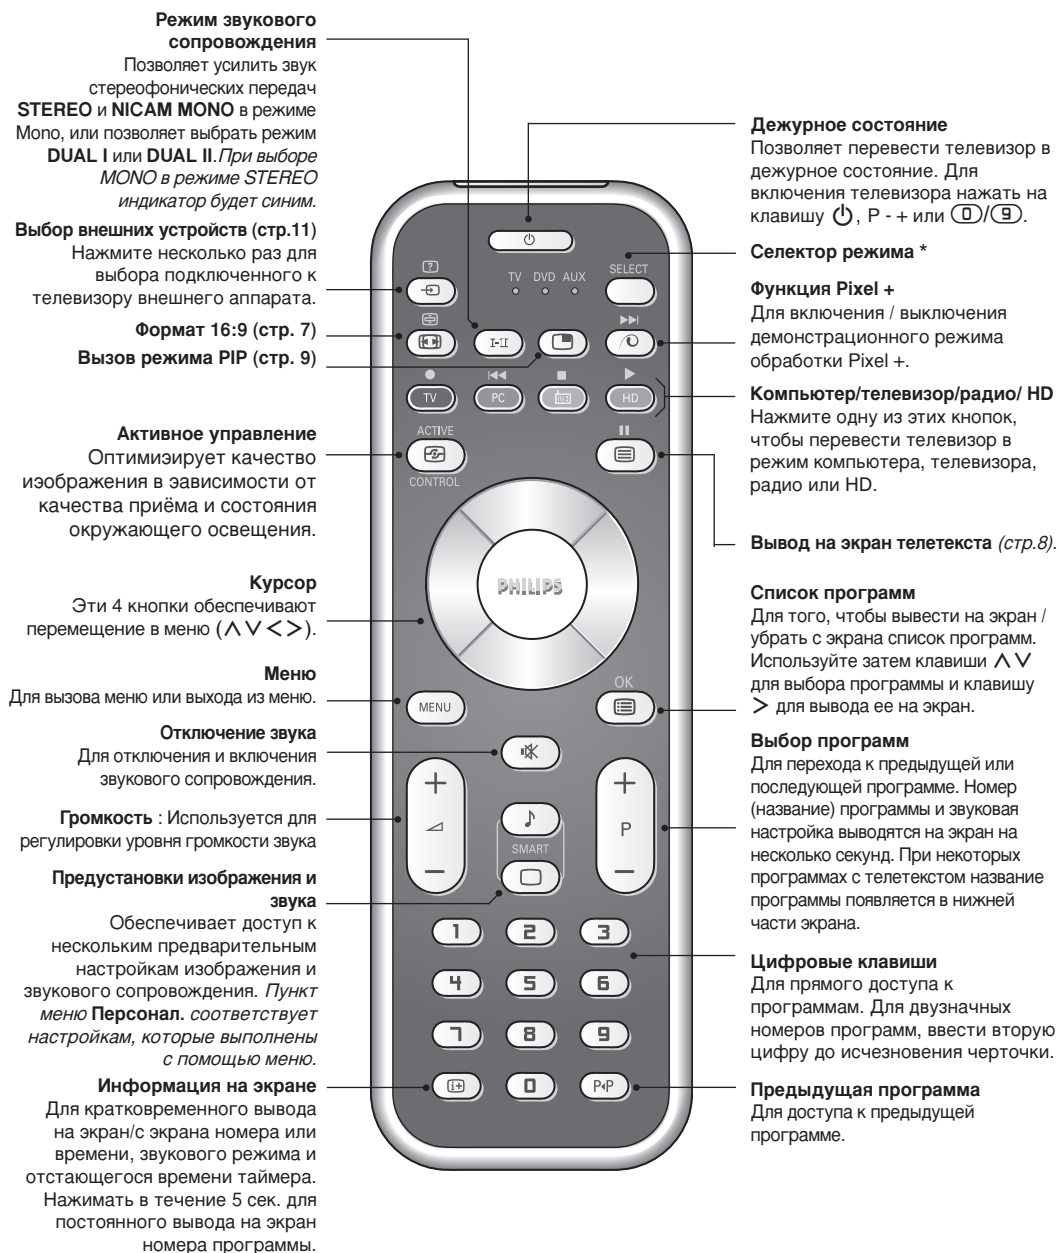 Режим звукового
сопровождения
Позволяет усилить звук
стереофонических передач
STEREO и NICAM MONO в режиме
Mono, или позволяет выбрать режим
DUAL I или DUAL II.При выборе
MONO в режиме STEREO
индикатор будет синим.
Выбор внешних устройств (стр.11)
Нажмите несколько раз для
выбора подключенного к
телевизору внешнего аппарата.
Формат 16:9 (стр. 7)
Вызов режима PIP (стр. 9)
Активное управление
Оптимиэирует качество
иэображения в эависимости от
качества приёма и состояния
окружающего освещения.
Курсор
Эти 4 кнопки обеспечивают
перемещение в меню (∧∨<>).
Меню
Для вызова меню или выхода из меню.
Отключение звука
Для отключения и включения
звукового сопровождения.
Громкость : Используется для
регулировки уровня громкости звука
Предустановки изображения и
звука
Обеспечивает доступ к
нескольким предварительным
настройкам изображения и
звукового сопровождения. Пункт
меню Персонал. соответствует
настройкам, которые выполнены
с помощью меню.
Информация на экране
Для кратковременного вывода
на экран/с экрана номера или
времени, звукового режима и
отстающегося времени таймера.
Нажимать в течение 5 сек. для
постоянного вывода на экран
номера программы.
TV DVD AUX SELECT
I-II
TV PC HD
ACTIVE
CONTROL
PHILIPS
OK
MENU
+ +
P
SMART
− −
1 2 3
4 5 6
7 8 9
i+ 0 P◂P
Дежурное состояние
Позволяет перевести телевизор в
дежурное состояние. Для
включения телевизора нажать на
клавишу ⏻, P - + или 0/9.
Селектор режима *
Функция Pixel +
Для включения / выключения
демонстрационного режима
обработки Pixel +.
Компьютер/телевизор/радио/ HD
Нажмите одну из этих кнопок,
чтобы перевести телевизор в
режим компьютера, телевизора,
радио или HD.
Вывод на экран телетекста (стр.8).
Список программ
Для того, чтобы вывести на экран /
убрать с экрана список программ.
Используйте затем клавиши ∧∨
для выбора программы и клавишу
> для вывода ее на экран.
Выбор программ
Для перехода к предыдущей или
последующей программе. Номер
(название) программы и звуковая
настройка выводятся на экран на
несколько секунд. При некоторых
программах с телетекстом название
программы появляется в нижней
части экрана.
Цифровые клавиши
Для прямого доступа к
программам. Для двузначных
номеров программ, ввести вторую
цифру до исчезновения черточки.
Предыдущая программа
Для доступа к предыдущей
программе.